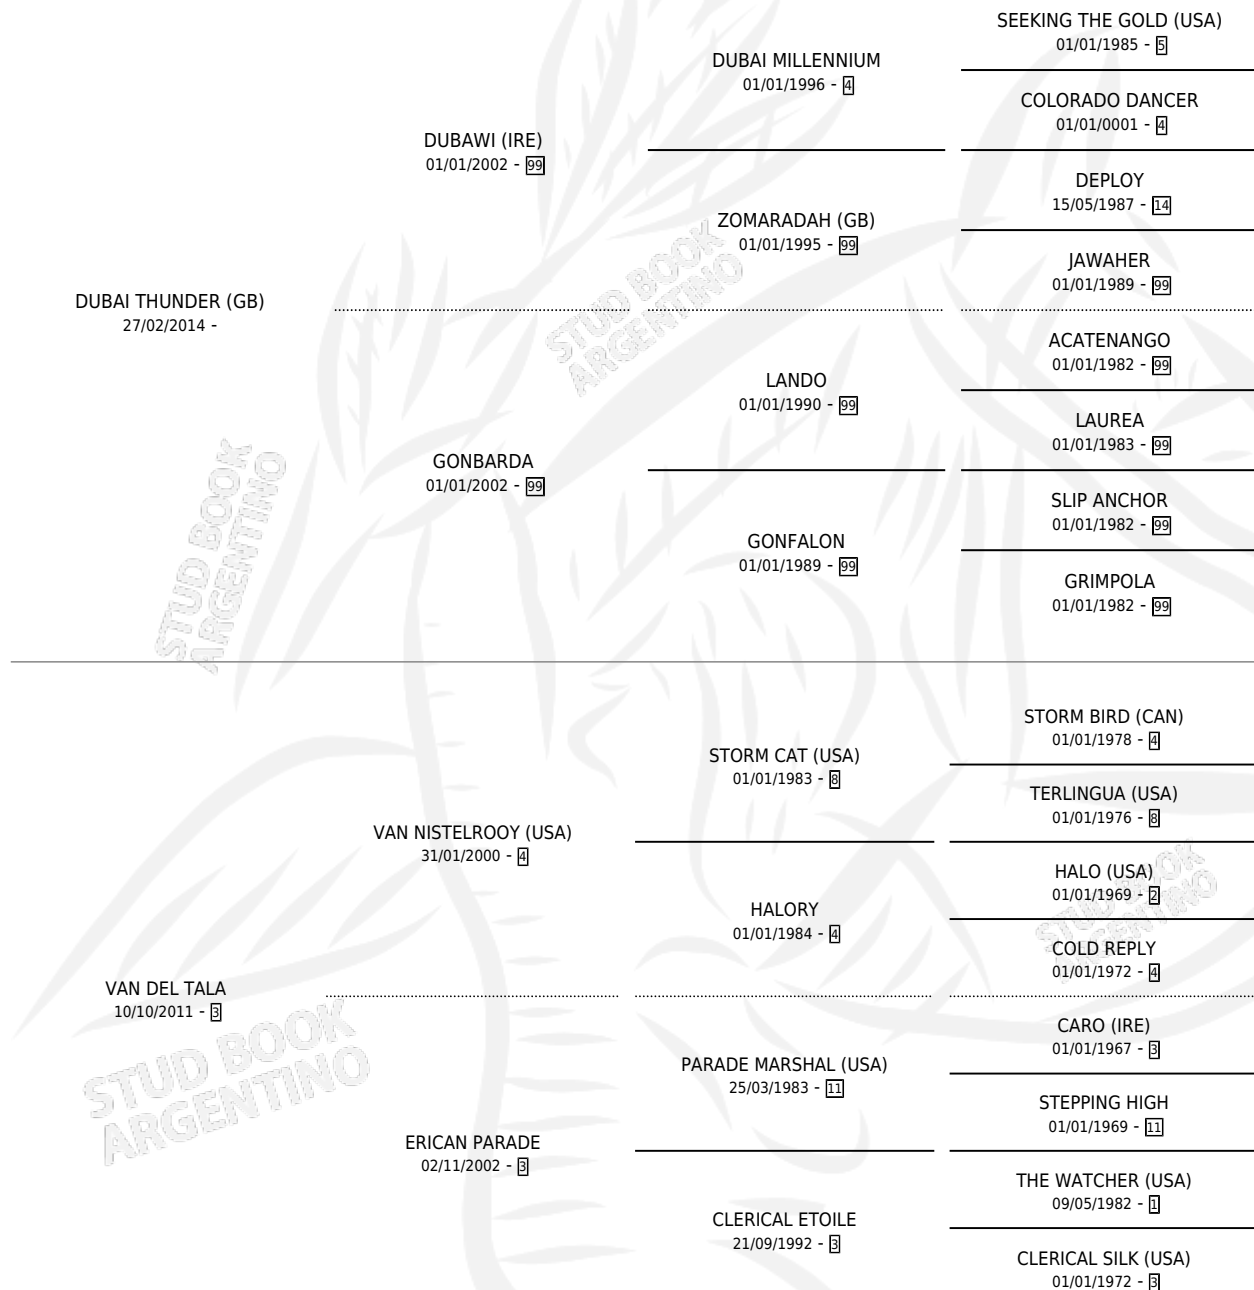 SEEKING THE GOLD (USA)
01/01/1985 - 5
DUBAI MILLENNIUM
01/01/1996 - 4
COLORADO DANCER
01/01/0001 - 4
DUBAWI (IRE)
01/01/2002 - 99
DEPLOY
15/05/1987 - 14
ZOMARADAH (GB)
01/01/1995 - 99
JAWAHER
01/01/1989 - 99
DUBAI THUNDER (GB)
27/02/2014 -
STUD BOOK
ARGENTINO
ACATENANGO
01/01/1982 - 99
LANDO
01/01/1990 - 99
LAUREA
01/01/1983 - 99
GONBARDA
01/01/2002 - 99
SLIP ANCHOR
01/01/1982 - 99
GONFALON
01/01/1989 - 99
GRIMPOLA
01/01/1982 - 99
STUD BOOK
ARGENTINO
STORM BIRD (CAN)
01/01/1978 - 4
STORM CAT (USA)
01/01/1983 - 8
TERLINGUA (USA)
01/01/1976 - 8
VAN NISTELROOY (USA)
31/01/2000 - 4
HALO (USA)
01/01/1969 - 2
HALORY
01/01/1984 - 4
COLD REPLY
01/01/1972 - 4
STUD BOOK
ARGENTINO
VAN DEL TALA
10/10/2011 - 3
CARO (IRE)
01/01/1967 - 3
PARADE MARSHAL (USA)
25/03/1983 - 11
STEPPING HIGH
01/01/1969 - 11
STUD BOOK
ARGENTINO
ERICAN PARADE
02/11/2002 - 3
THE WATCHER (USA)
09/05/1982 - 1
CLERICAL ETOILE
21/09/1992 - 3
CLERICAL SILK (USA)
01/01/1972 - 3